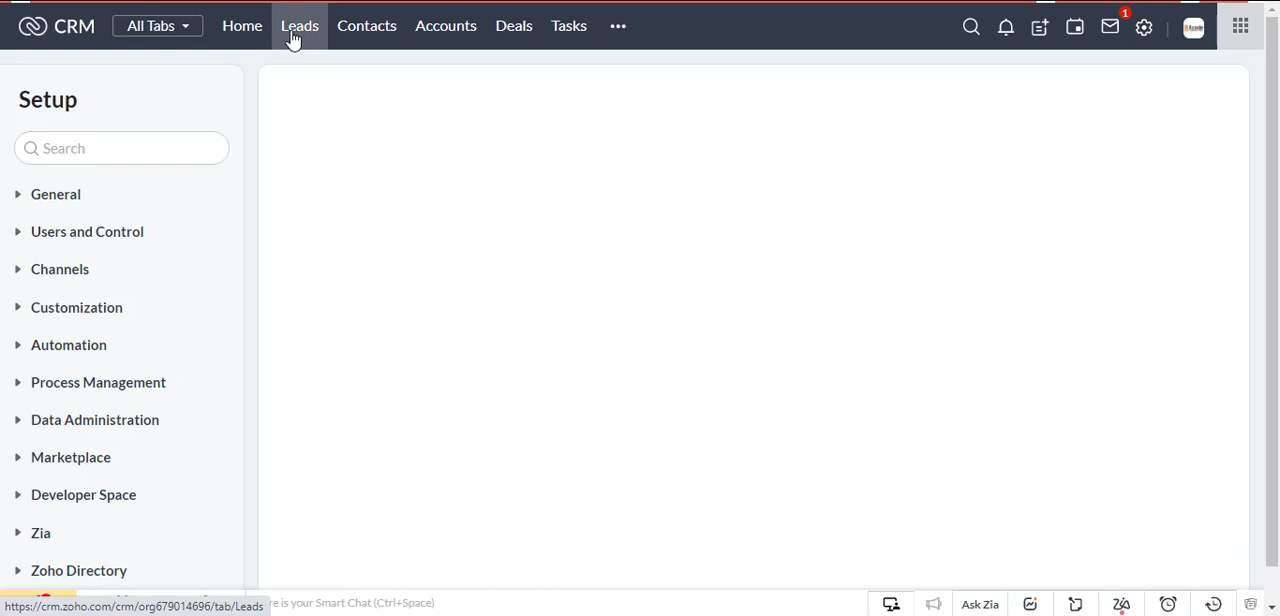 CRM All Tabs Home Leads Contacts Accounts Deals Tasks ••• 1
Setup
Search
General
Users and Control
Channels
Customization
Automation
Process Management
Data Administration
Marketplace
Developer Space
Zia
Zoho Directory
https://crm.zoho.com/crm/org679014696/tab/Leads
re is your Smart Chat (Ctrl+Space) Ask Zia